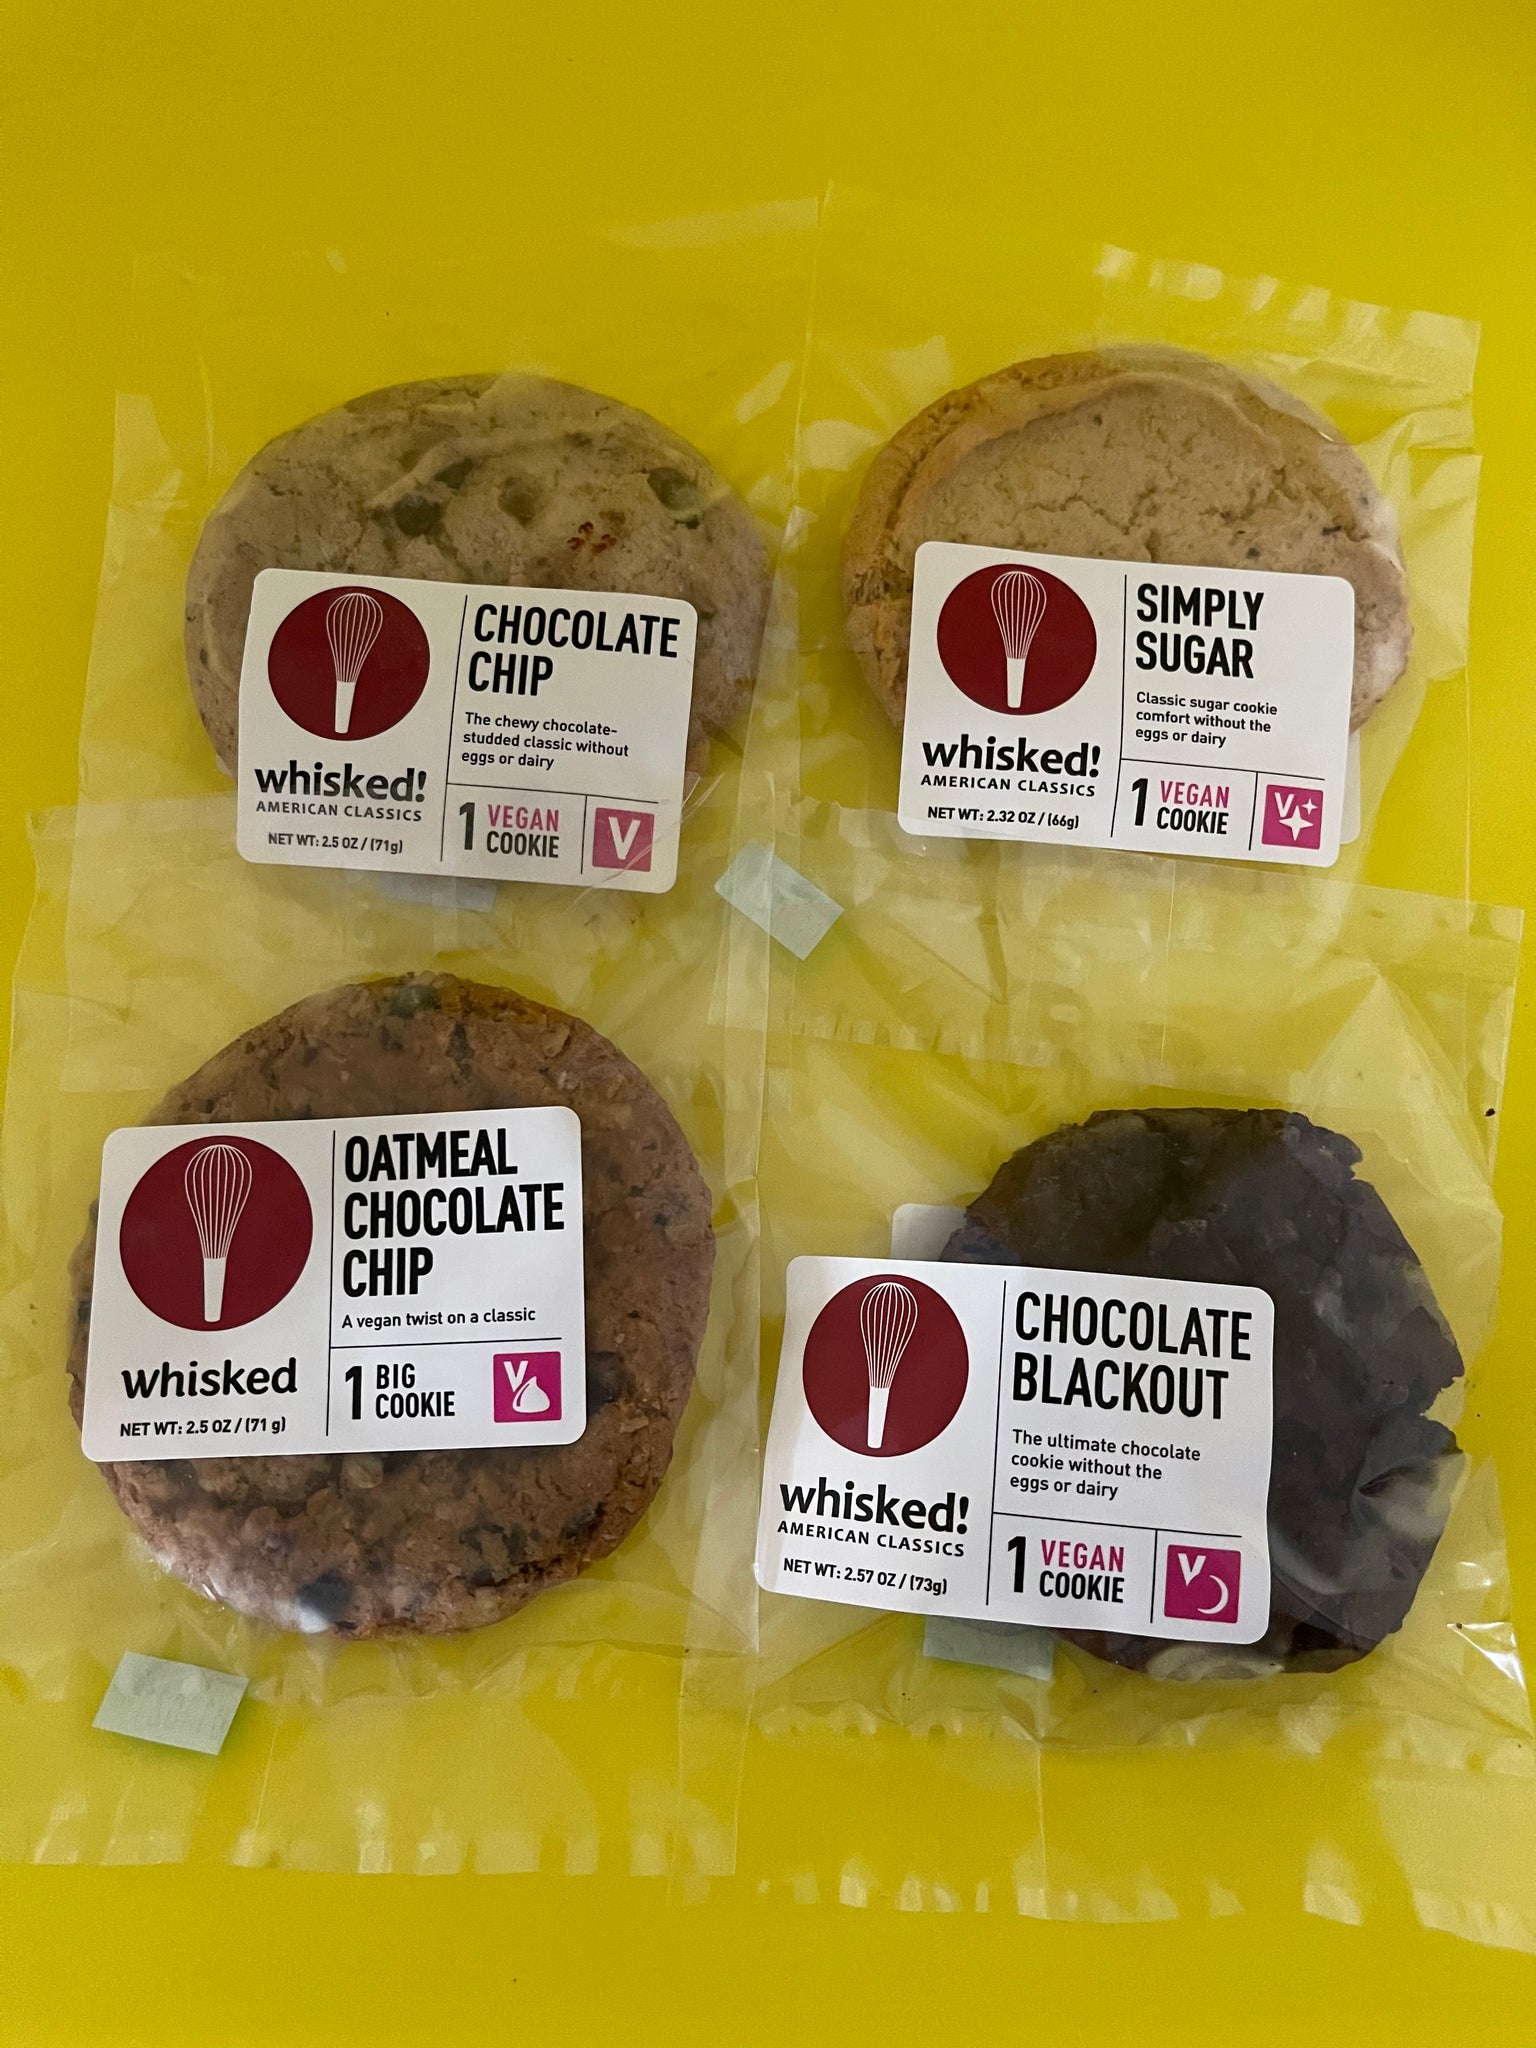 CHOCOLATE
CHIP
The chewy chocolate-
studded classic without
eggs or dairy
whisked!
AMERICAN CLASSICS
NET WT: 2.5 OZ / (71g)
1 VEGAN
COOKIE
V
SIMPLY
SUGAR
Classic sugar cookie
comfort without the
eggs or dairy
whisked!
AMERICAN CLASSICS
NET WT: 2.32 OZ / (66g)
1 VEGAN
COOKIE
V
OATMEAL
CHOCOLATE
CHIP
A vegan twist on a classic
whisked
NET WT: 2.5 OZ / (71 g)
1 BIG
COOKIE
V
CHOCOLATE
BLACKOUT
The ultimate chocolate
cookie without the
eggs or dairy
whisked!
AMERICAN CLASSICS
NET WT: 2.57 OZ / (73g)
1 VEGAN
COOKIE
V